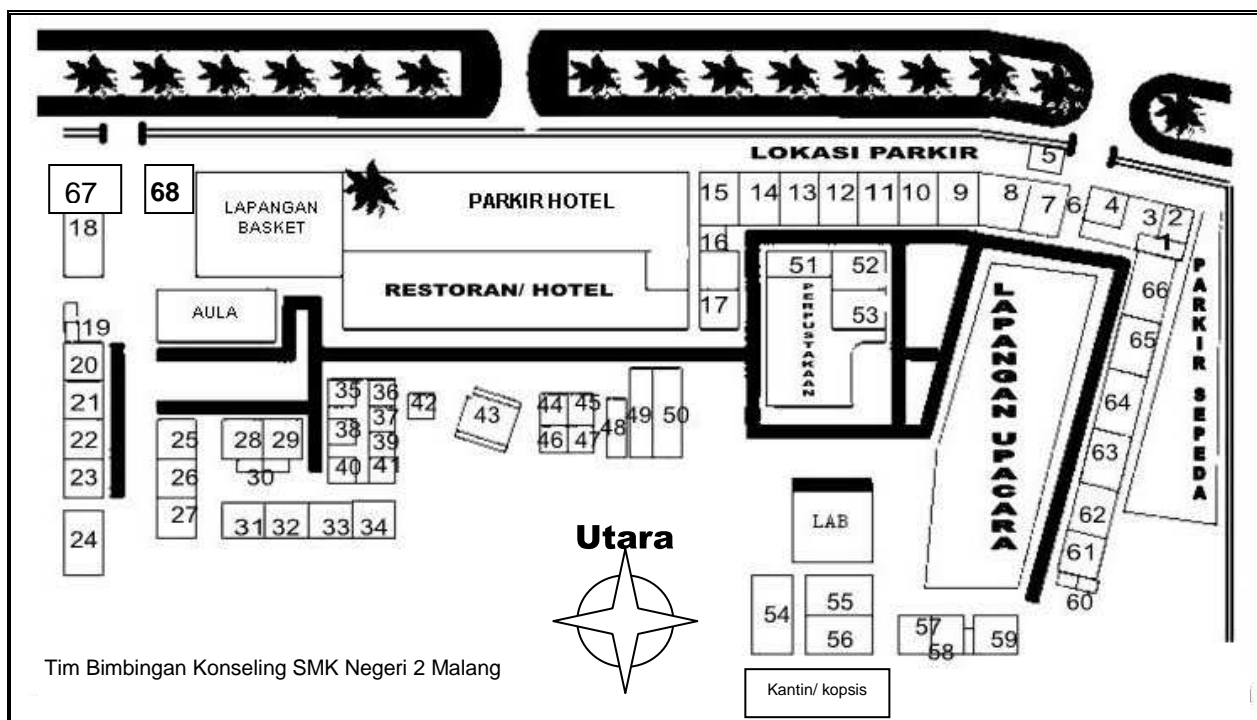 LOKASI PARKIR
5
67
68
18
LAPANGAN
BASKET
PARKIR HOTEL
15 14 13 12 11 10 9 8 7 6 4 3 2
1
16
17
RESTORAN/ HOTEL
AULA
51 52
53
PERPUSTAKAAN
LAPANGAN UPACARA
PARKIR SEPEDA
66
65
64
63
62
61
60
19
20
21
22
23
24
25
26
27
28 29
30
31 32 33 34
35 36
37
38
39
40 41
42
43
44 45
46 47
48 49 50
LAB
Utara
54
55
56
57
58
59
Kantin/ kopsis
Tim Bimbingan Konseling SMK Negeri 2 Malang